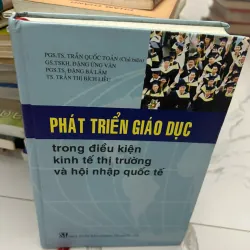 PGS.TS. TRẦN QUỐC TOẢN (Chủ biên)
GS.TSKH. ĐẶNG ỨNG VẬN
PGS.TS. ĐẶNG BÁ LÃM
TS. TRẦN THỊ BÍCH LIỄU
PHÁT TRIỂN GIÁO DỤC
trong điều kiện
kinh tế thị trường
và hội nhập quốc tế